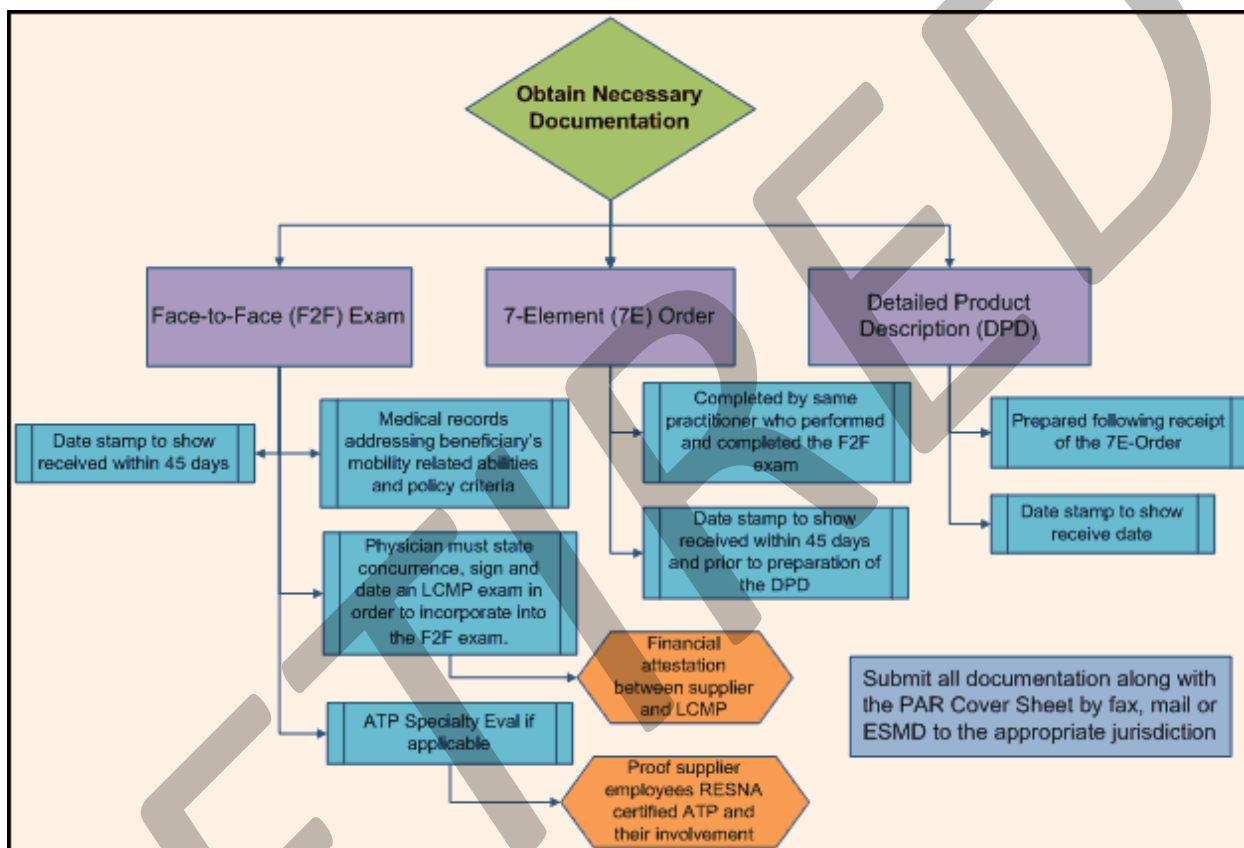 Obtain Necessary
Documentation
Face-to-Face (F2F) Exam
7-Element (7E) Order
Detailed Product
Description (DPD)
Date stamp to show
received within 45 days
Medical records
addressing beneficiary's
mobility related abilities
and policy criteria
Physician must state
concurrence, sign and
date an LCMP exam in
order to incorporate into
the F2F exam.
Financial
attestation
between supplier
and LCMP
ATP Specialty Eval if
applicable
Proof supplier
employees RESNA
certified ATP and
their involvement
Completed by same
practitioner who performed
and completed the F2F
exam
Date stamp to show
received within 45 days
and prior to preparation of
the DPD
Prepared following receipt
of the 7E-Order
Date stamp to show
receive date
Submit all documentation along with
the PAR Cover Sheet by fax, mail or
ESMD to the appropriate jurisdiction
RETIRED